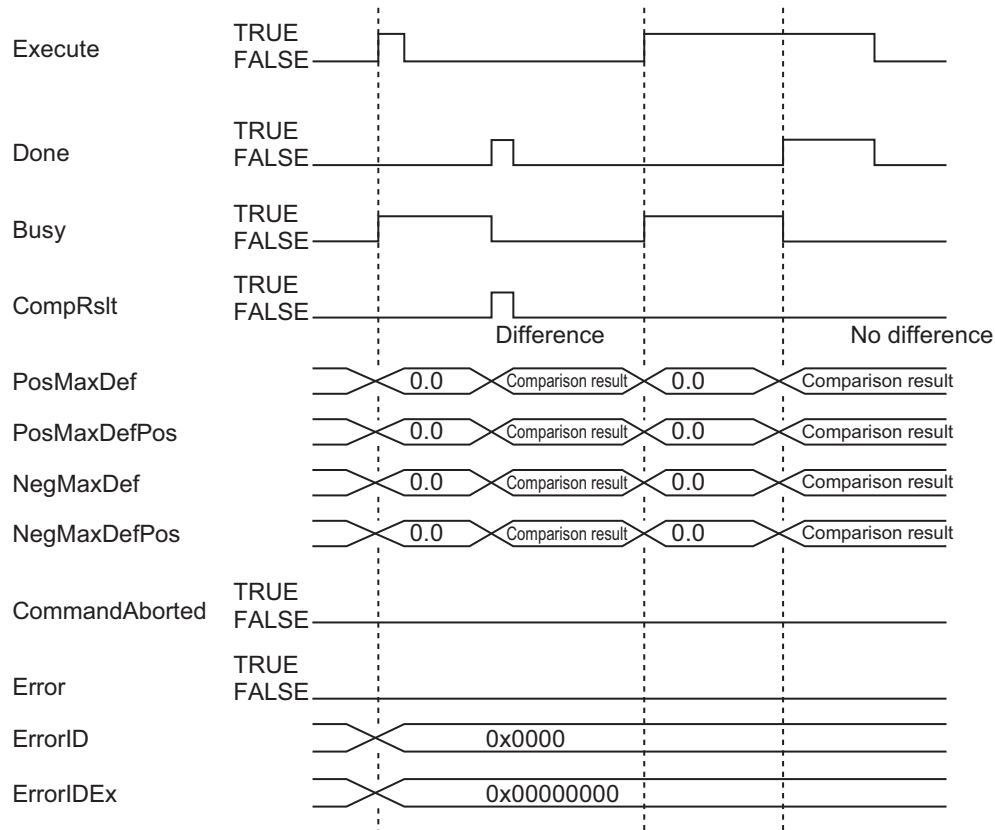 Execute TRUE
FALSE
Done TRUE
FALSE
Busy TRUE
FALSE
CompRslt TRUE
FALSE
Difference No difference
PosMaxDef 0.0 Comparison result 0.0 Comparison result
PosMaxDefPos 0.0 Comparison result 0.0 Comparison result
NegMaxDef 0.0 Comparison result 0.0 Comparison result
NegMaxDefPos 0.0 Comparison result 0.0 Comparison result
CommandAborted TRUE
FALSE
Error TRUE
FALSE
ErrorID 0x0000
ErrorIDEx 0x00000000